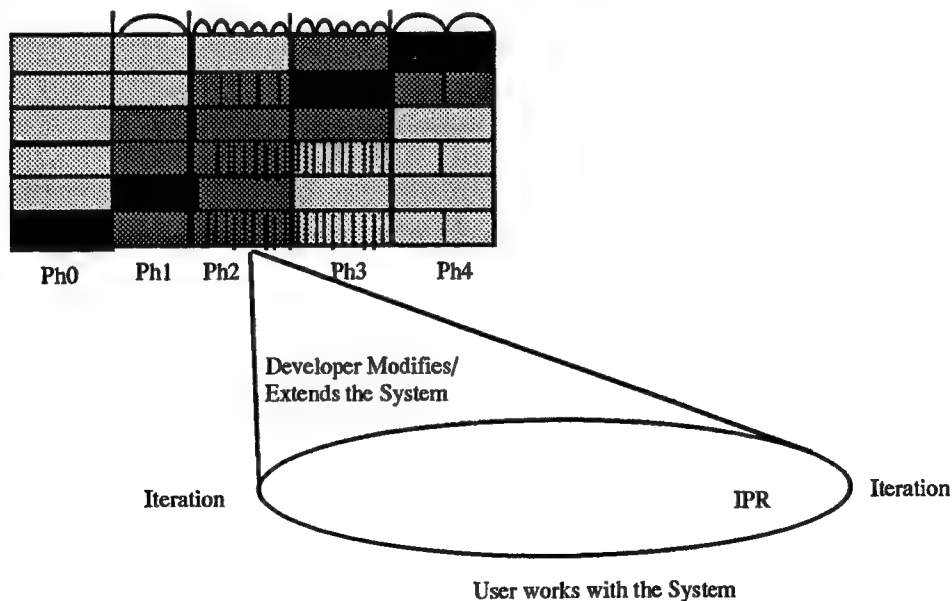 Ph0 Ph1 Ph2 Ph3 Ph4
Developer Modifies/
Extends the System
Iteration IPR Iteration
User works with the System